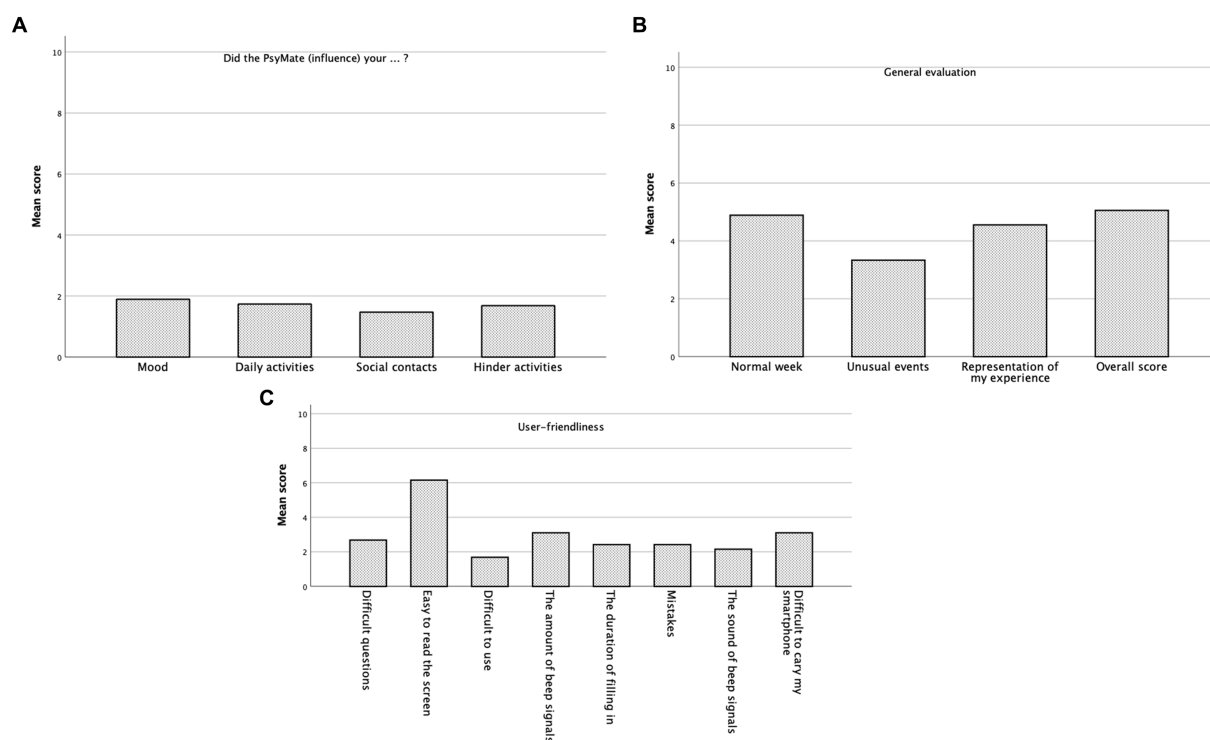 A
Did the PsyMate (influence) your ... ?
Mean score
10
8
6
4
2
0
Mood
Daily activities
Social contacts
Hinder activities
B
General evaluation
Mean score
10
8
6
4
2
0
Normal week
Unusual events
Representation of
my experience
Overall score
C
User-friendliness
Mean score
10
8
6
4
2
0
Difficult questions
Easy to read the screen
Difficult to use
The amount of beep signals
The duration of filling in
Mistakes
The sound of beep signals
Difficult to cary my
smartphone